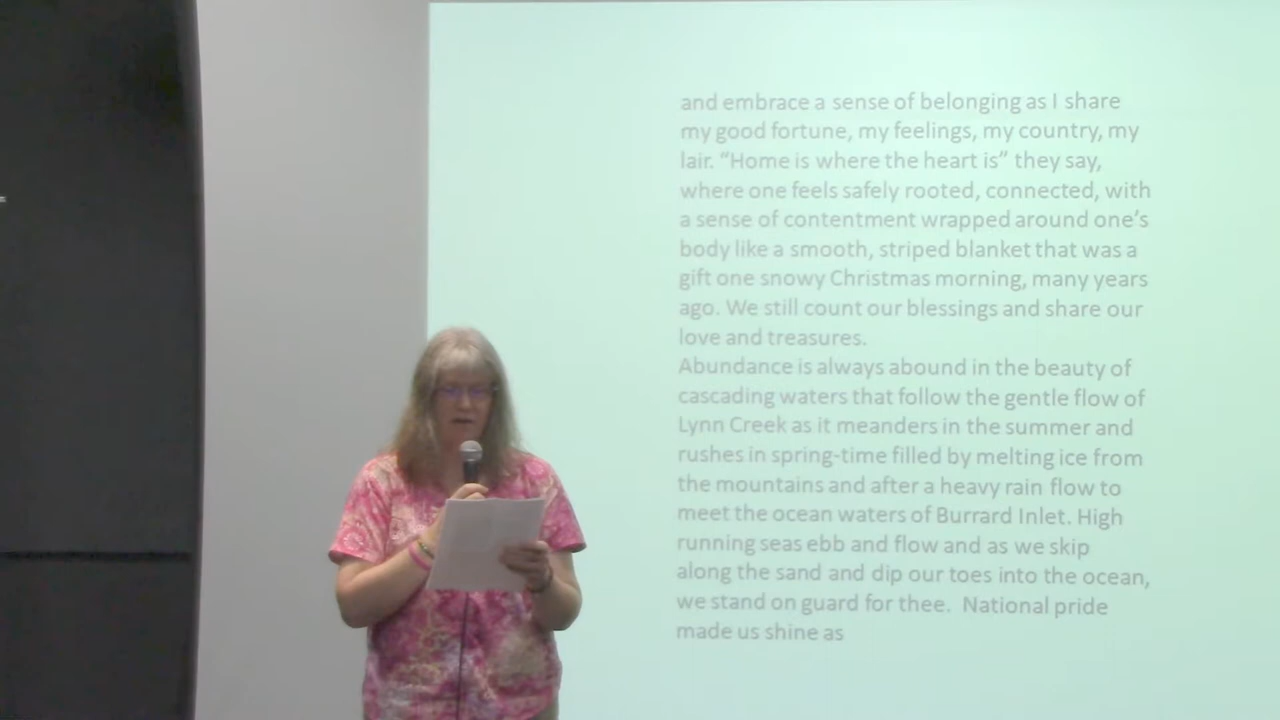 and embrace a sense of belonging as I share
my good fortune, my feelings, my country, my
lair. “Home is where the heart is” they say,
where one feels safely rooted, connected, with
a sense of contentment wrapped around one’s
body like a smooth, striped blanket that was a
gift one snowy Christmas morning, many years
ago. We still count our blessings and share our
love and treasures.
Abundance is always abound in the beauty of
cascading waters that follow the gentle flow of
Lynn Creek as it meanders in the summer and
rushes in spring-time filled by melting ice from
the mountains and after a heavy rain flow to
meet the ocean waters of Burrard Inlet. High
running seas ebb and flow and as we skip
along the sand and dip our toes into the ocean,
we stand on guard for thee.  National pride
made us shine as